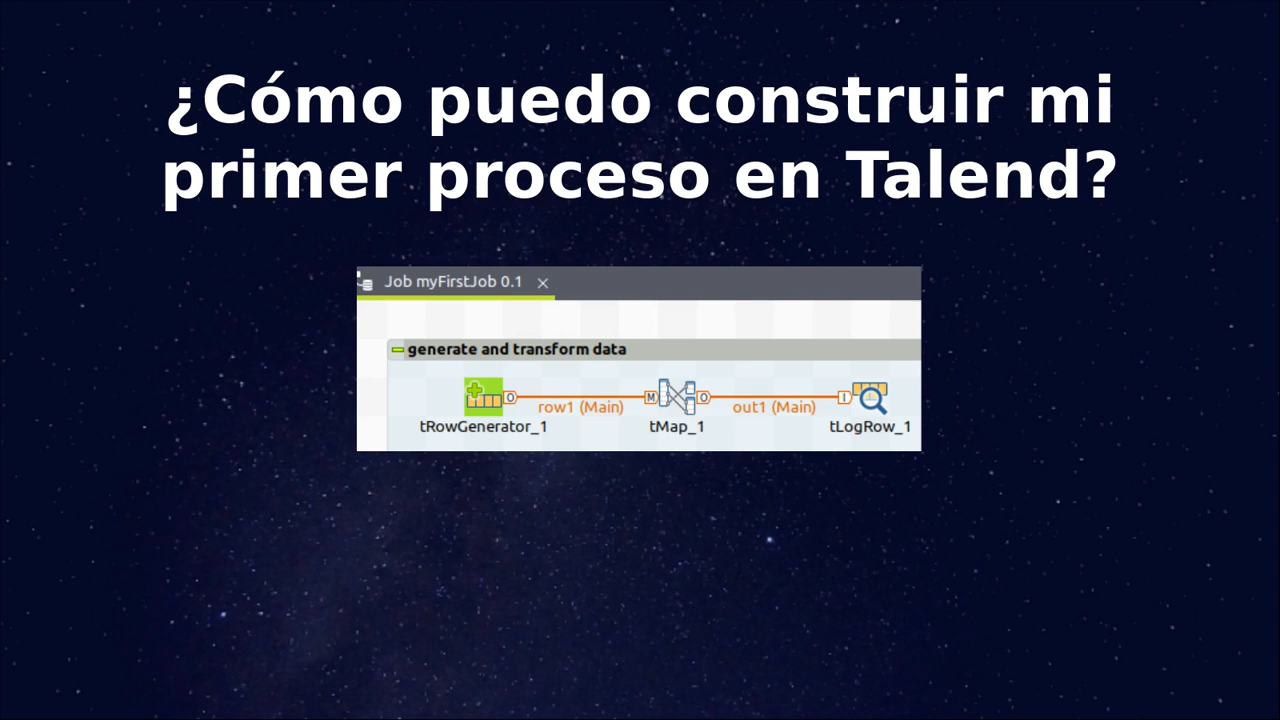 ¿Cómo puedo construir mi
primer proceso en Talend?
Job myFirstJob 0.1
generate and transform data
O row1 (Main) M O out1 (Main) I
tRowGenerator_1 tMap_1 tLogRow_1